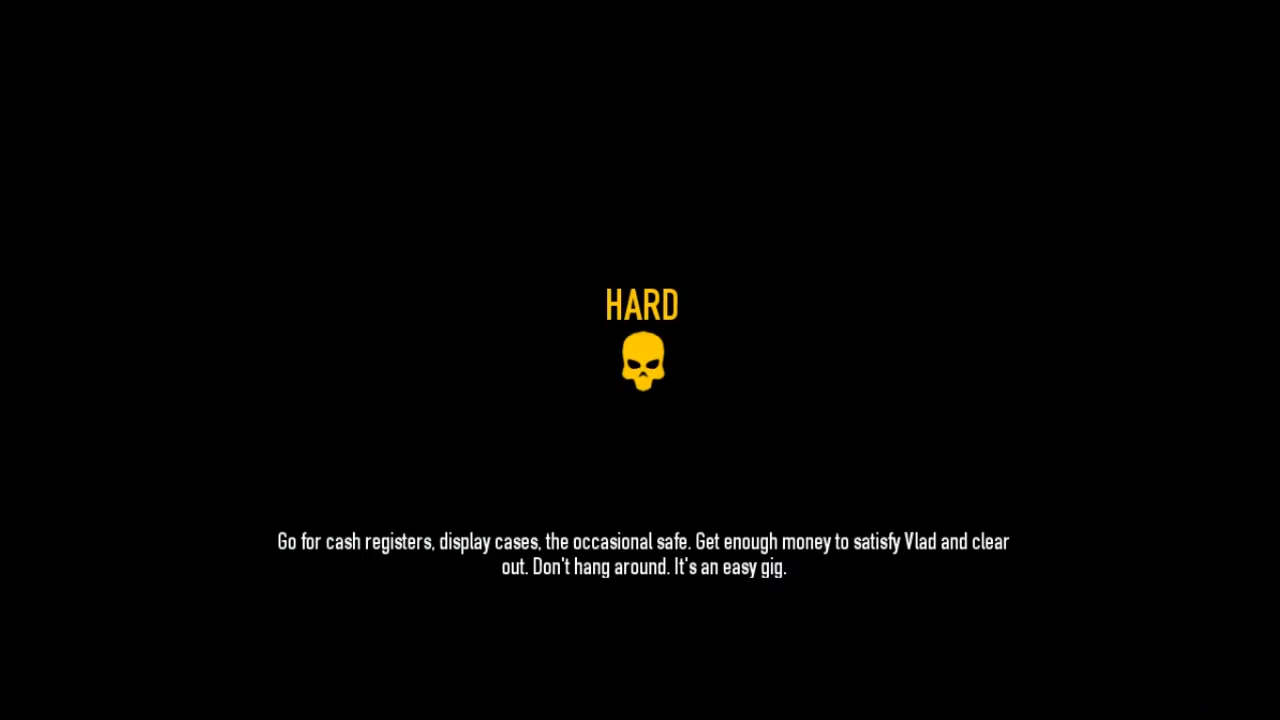 HARD
Go for cash registers, display cases, the occasional safe. Get enough money to satisfy Vlad and clear
out. Don't hang around. It's an easy gig.